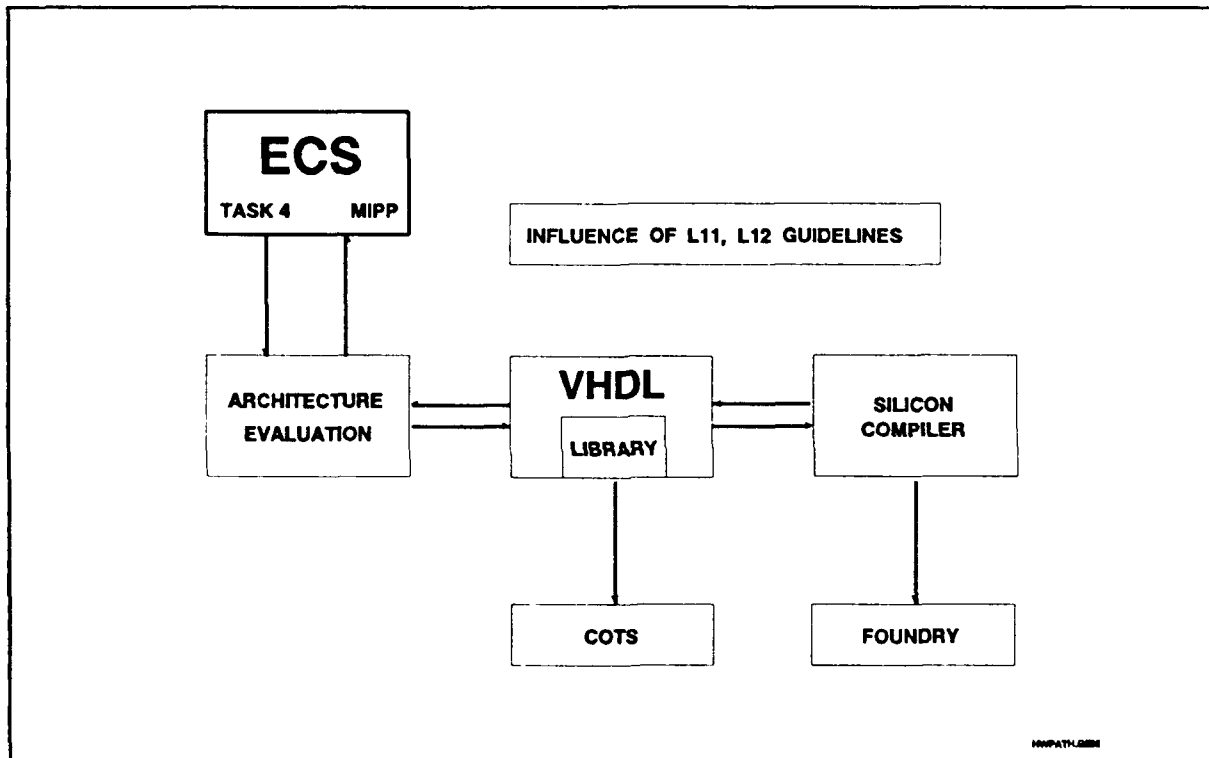 ECS
TASK 4 MIPP
INFLUENCE OF L11, L12 GUIDELINES
ARCHITECTURE
EVALUATION
VHDL
LIBRARY
SILICON
COMPILER
COTS
FOUNDRY